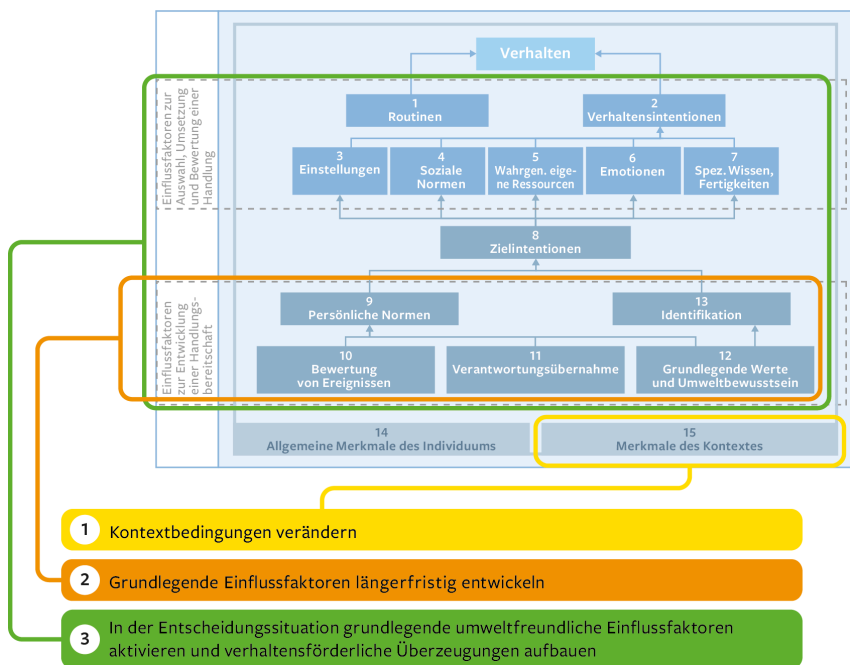 Verhalten
Einflussfaktoren zur
Auswahl, Umsetzung
und Bewertung einer
Handlung
1
Routinen
2
Verhaltensintentionen
3
Einstellungen
4
Soziale
Normen
5
Wahrgen. eige-
ne Ressourcen
6
Emotionen
7
Spez. Wissen,
Fertigkeiten
8
Zielintentionen
Einflussfaktoren
zur Entwicklung
einer Handlungs-
bereitschaft
9
Persönliche Normen
13
Identifikation
10
Bewertung
von Ereignissen
11
Verantwortungsübernahme
12
Grundlegende Werte
und Umweltbewusstsein
14
Allgemeine Merkmale des Individuums
15
Merkmale des Kontextes
1 Kontextbedingungen verändern
2 Grundlegende Einflussfaktoren längerfristig entwickeln
3 In der Entscheidungssituation grundlegende umweltfreundliche Einflussfaktoren
aktivieren und verhaltensförderliche Überzeugungen aufbauen